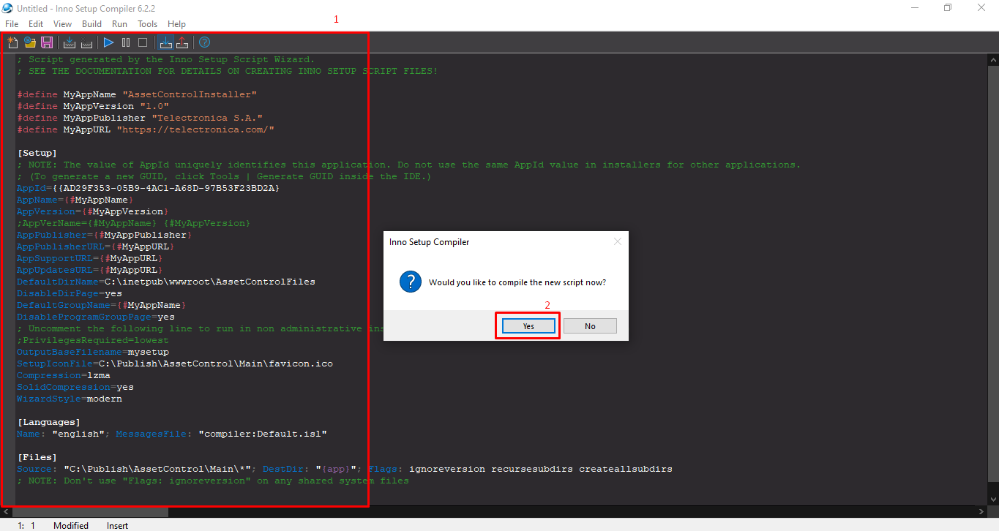 Untitled - Inno Setup Compiler 6.2.2
File Edit View Build Run Tools Help
1
; Script generated by the Inno Setup Script Wizard.
; SEE THE DOCUMENTATION FOR DETAILS ON CREATING INNO SETUP SCRIPT FILES!
#define MyAppName "AssetControlInstaller"
#define MyAppVersion "1.0"
#define MyAppPublisher "Telectronica S.A."
#define MyAppURL "https://telectronica.com/"
[Setup]
; NOTE: The value of AppId uniquely identifies this application. Do not use the same AppId value in installers for other applications.
; (To generate a new GUID, click Tools | Generate GUID inside the IDE.)
AppId={{AD29F353-05B9-4AC1-A68D-97B53F23BD2A}
AppName={#MyAppName}
AppVersion={#MyAppVersion}
;AppVerName={#MyAppName} {#MyAppVersion}
AppPublisher={#MyAppPublisher}
AppPublisherURL={#MyAppURL}
AppSupportURL={#MyAppURL}
AppUpdatesURL={#MyAppURL}
DefaultDirName=C:\inetpub\wwwroot\AssetControlFiles
DisableDirPage=yes
DefaultGroupName={#MyAppName}
DisableProgramGroupPage=yes
; Uncomment the following line to run in non administrative ins
;PrivilegesRequired=lowest
OutputBaseFilename=mysetup
SetupIconFile=C:\Publish\AssetControl\Main\favicon.ico
Compression=lzma
SolidCompression=yes
WizardStyle=modern
[Languages]
Name: "english"; MessagesFile: "compiler:Default.isl"
[Files]
Source: "C:\Publish\AssetControl\Main\*"; DestDir: "{app}"; Flags: ignoreversion recursesubdirs createallsubdirs
; NOTE: Don't use "Flags: ignoreversion" on any shared system files
Inno Setup Compiler
Would you like to compile the new script now?
2
Yes No
1: 1 Modified Insert